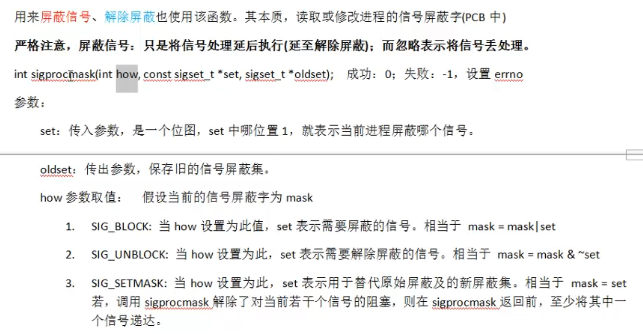 用来屏蔽信号、解除屏蔽也使用该函数。其本质，读取或修改进程的信号屏蔽字(PCB 中)
严格注意，屏蔽信号：只是将信号处理延后执行(延至解除屏蔽)；而忽略表示将信号丢处理。
int sigprocmask(int how, const sigset_t *set, sigset_t *oldset); 成功：0；失败：-1，设置 errno
参数：
set：传入参数，是一个位图，set 中哪位置 1，就表示当前进程屏蔽哪个信号。
oldset：传出参数，保存旧的信号屏蔽集。
how 参数取值： 假设当前的信号屏蔽字为 mask
1. SIG_BLOCK: 当 how 设置为此值，set 表示需要屏蔽的信号。相当于 mask = mask|set
2. SIG_UNBLOCK: 当 how 设置为此，set 表示需要解除屏蔽的信号。相当于 mask = mask & ~set
3. SIG_SETMASK: 当 how 设置为此，set 表示用于替代原始屏蔽及的新屏蔽集。相当于 mask = set
若，调用 sigprocmask 解除了对当前若干个信号的阻塞，则在 sigprocmask 返回前，至少将其中一
个信号递达。